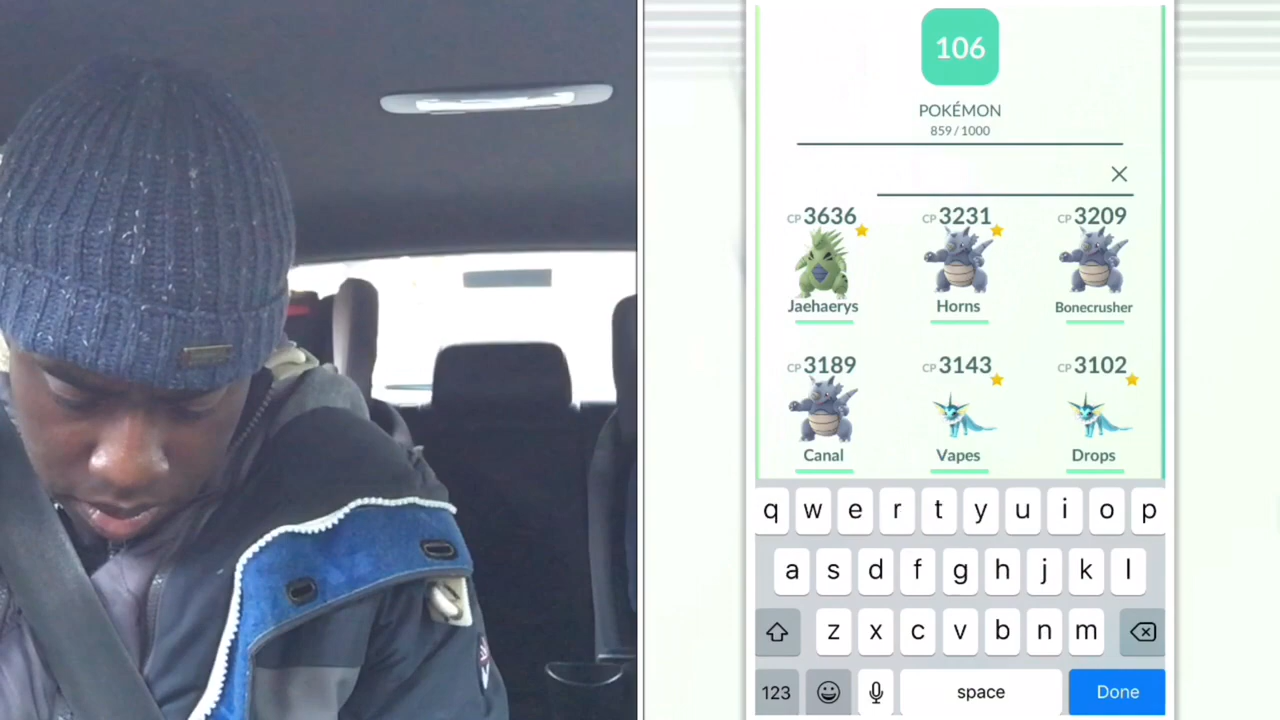 106
POKÉMON
859 / 1000
CP 3636 CP 3231 CP 3209
Jaehaerys Horns Bonecrusher
CP 3189 CP 3143 CP 3102
Canal Vapes Drops
q w e r t y u i o p
a s d f g h j k l
z x c v b n m
123 space Done